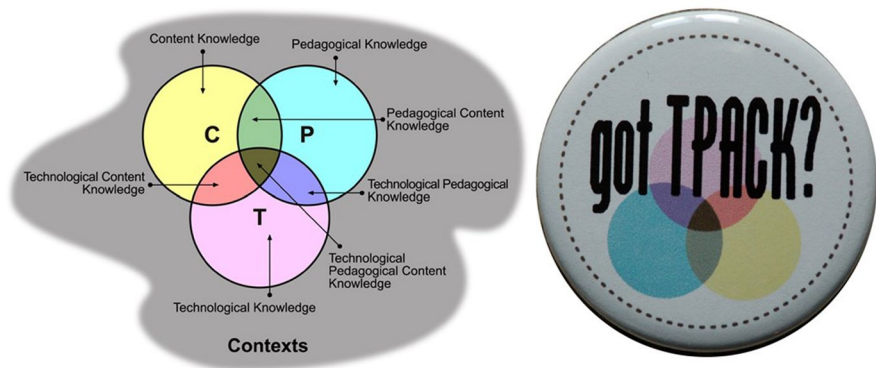 Content Knowledge
Pedagogical Knowledge
C
P
Pedagogical Content
Knowledge
Technological Content
Knowledge
Technological Pedagogical
Knowledge
T
Technological
Pedagogical Content
Knowledge
Technological Knowledge
Contexts
got TPACK?